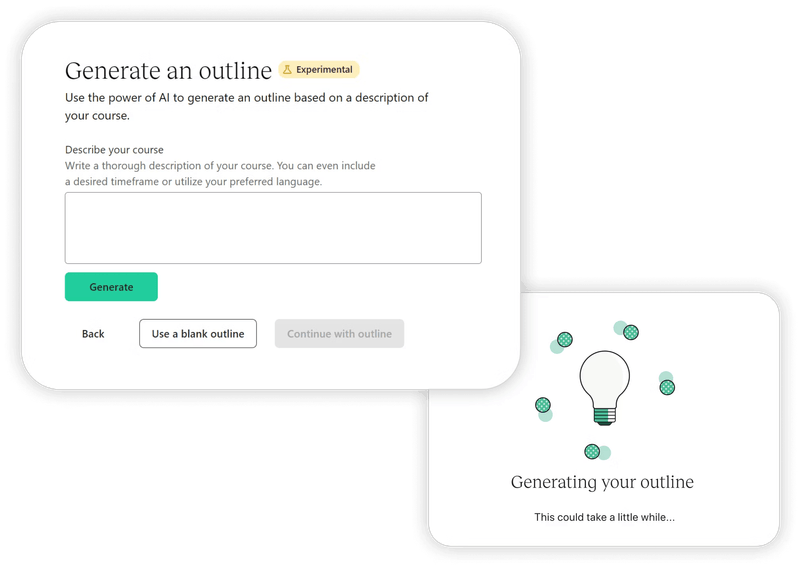 Generate an outline
Experimental
Use the power of AI to generate an outline based on a description of
your course.
Describe your course
Write a thorough description of your course. You can even include
a desired timeframe or utilize your preferred language.
Generate
Back
Use a blank outline
Continue with outline
Generating your outline
This could take a little while...